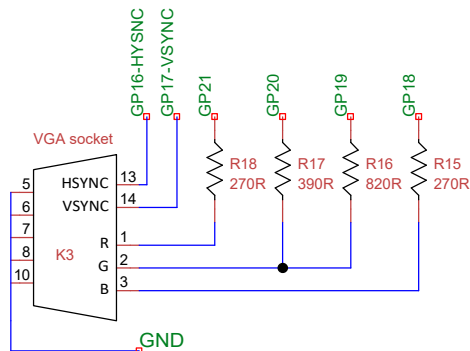 GP16-HYSNC
GP17-VSYNC
GP21
GP20
GP19
GP18
VGA socket
R18
270R
R17
390R
R16
820R
R15
270R
5
6
7
8
10
K3
HSYNC 13
VSYNC 14
R 1
G 2
B 3
GND